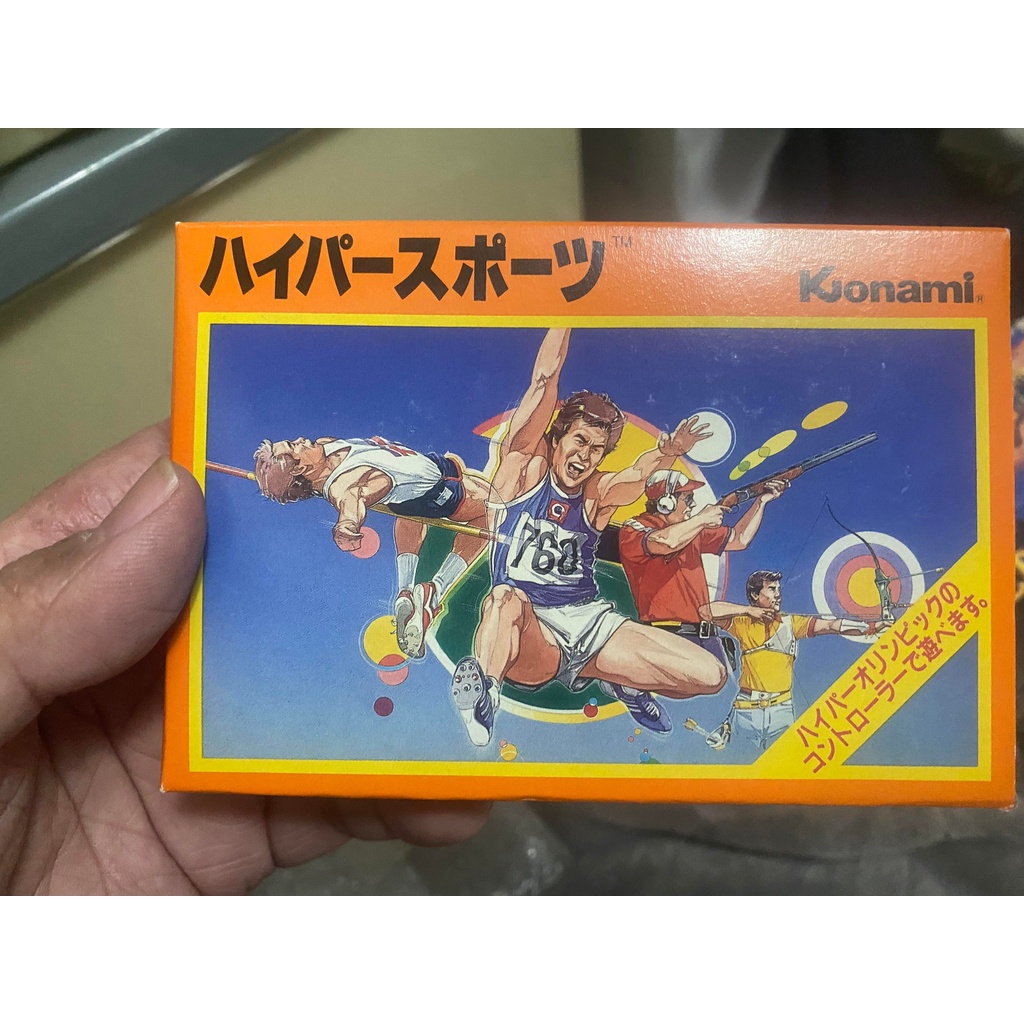 ハイパースポーツ™
Konami®
760
ハイパーオリンピックの
コントローラーで遊べます。